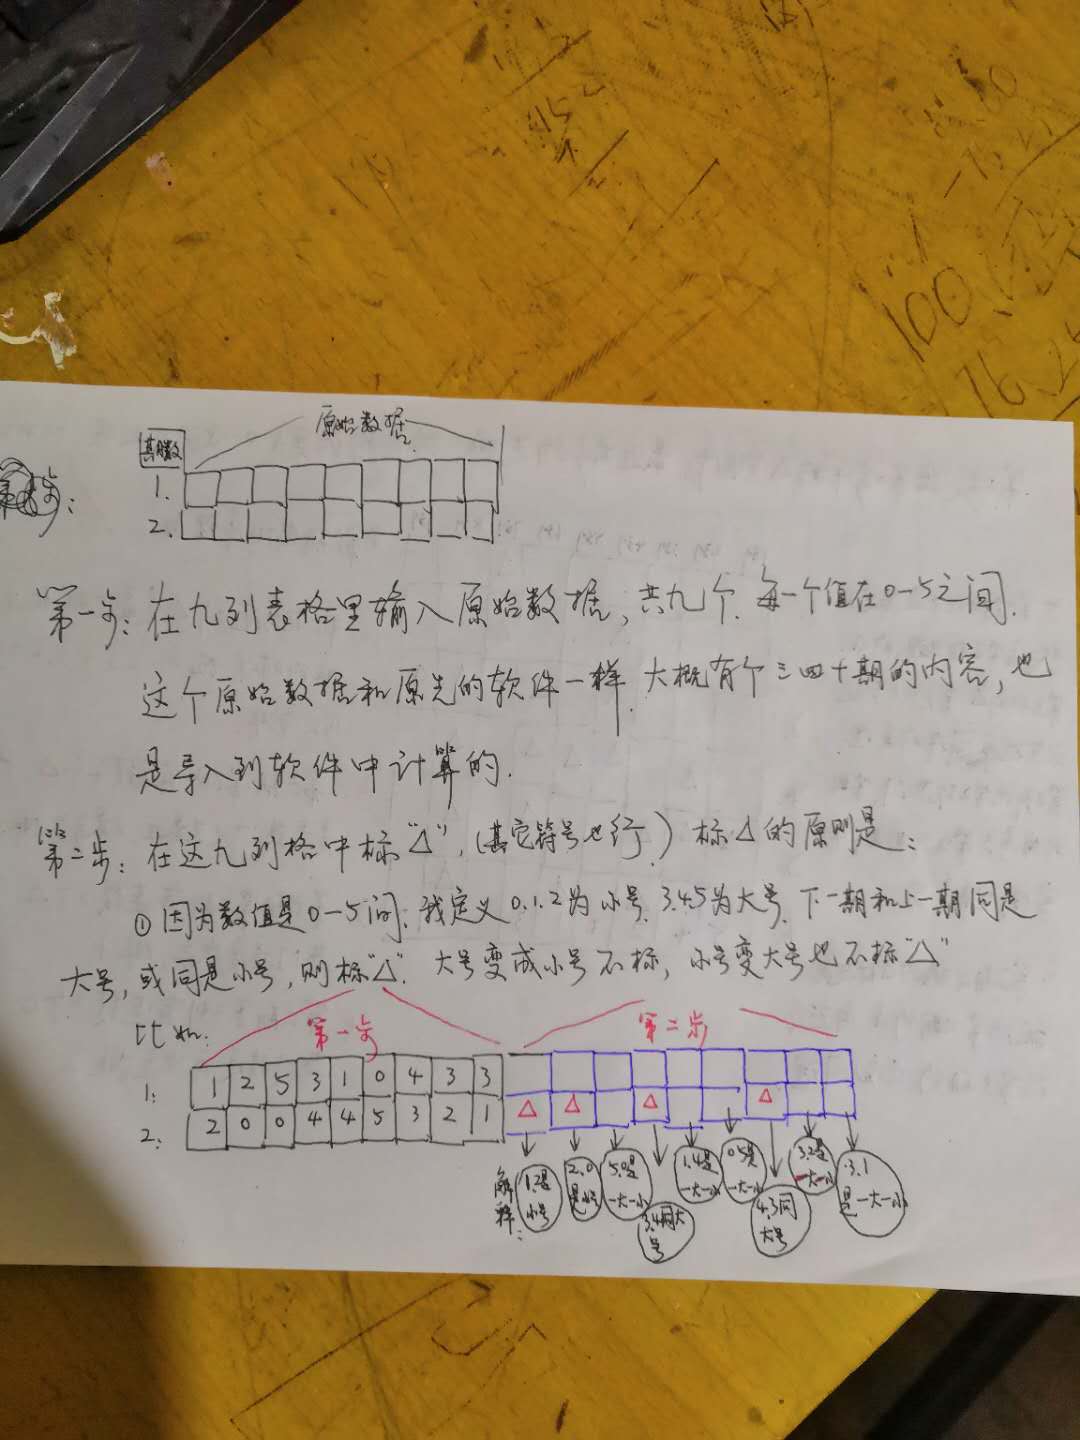 原始数据
期数
1.
2.
第一步: 在九列表格里输入原始数据, 共九个. 每一个值在0-5之间.
这个原始数据和原先的软件一样. 大概有个三四十期的内容, 也
是导入到软件中计算的.
第二步: 在这九列格中标“△”, (其它符号也行.) 标△的原则是:
① 因为数值是0-5间; 我定义0.1.2为小号. 3.4.5为大号. 下一期和上一期同是
大号, 或同是小号, 则标“△”. 大号变成小号不标, 小号变大号也不标“△”
比如:
第一步 第二步
1: 1 2 5 3 1 0 4 3 3
2: 2 0 0 4 4 5 3 2 1 △ △ △ △
解释:
1.2是小号
2.0是小号
5.0是一大一小
3.4同大号
1.4是一大一小
0.5是一大一小
4.3同大号
3.2是一大一小
3.1是一大一小
100